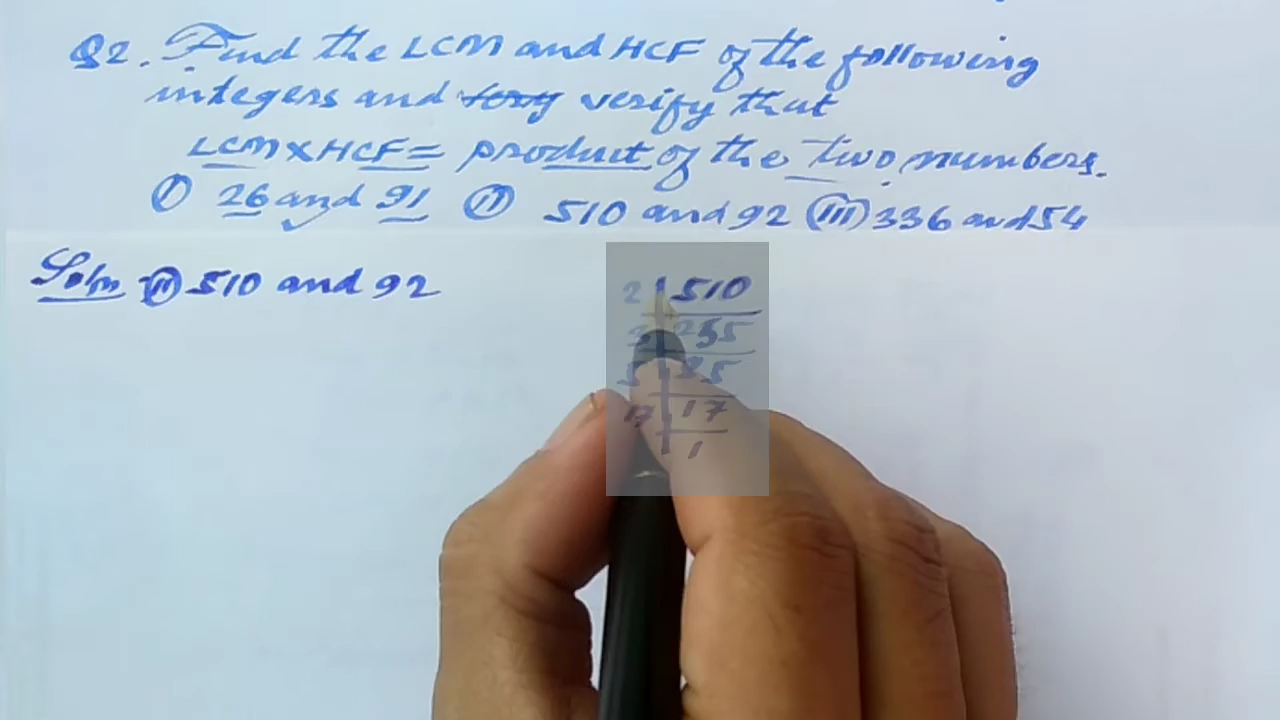 Q2. Find the LCM and HCF of the following
integers and very verify that
LCM X HCF = product of the two numbers.
(i) 26 and 91 (ii) 510 and 92 (iii) 336 and 54
Soln (ii) 510 and 92
2 510
3 255
5 85
17 17
1